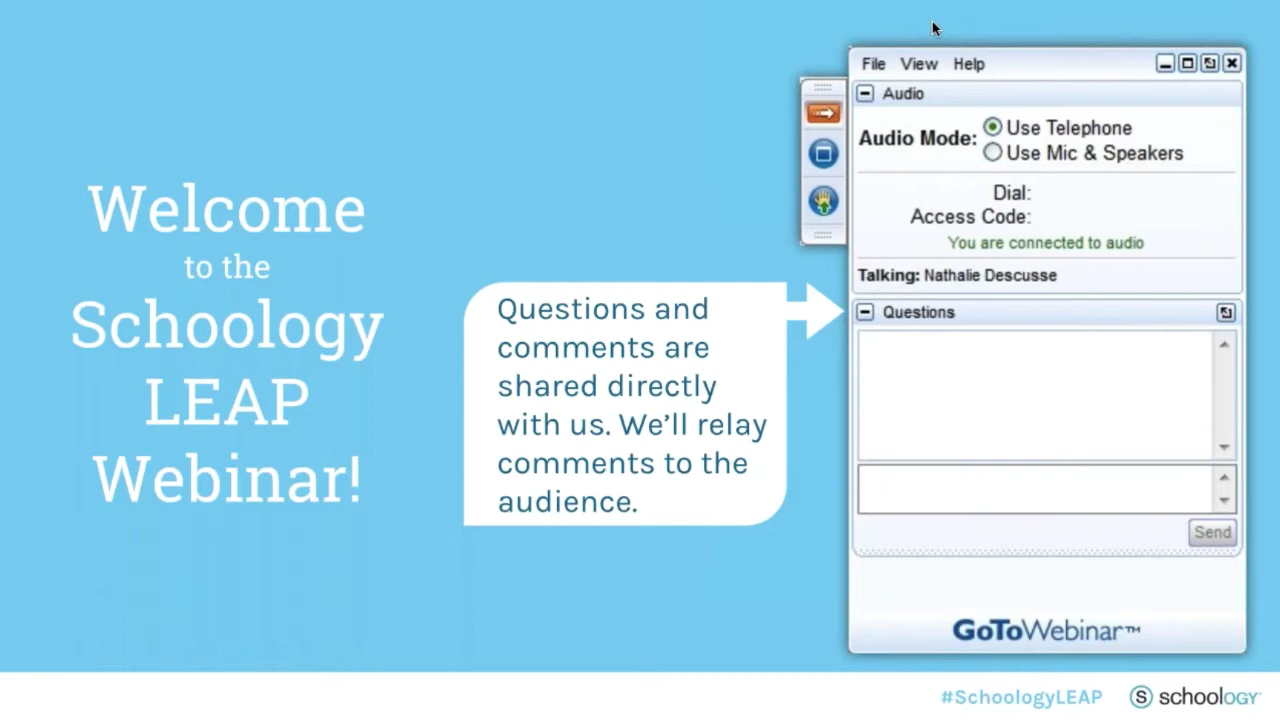 Welcome
to the
Schoology
LEAP
Webinar!
Questions and
comments are
shared directly
with us. We’ll relay
comments to the
audience.
File View Help
Audio
Audio Mode: Use Telephone
Use Mic & Speakers
Dial:
Access Code:
You are connected to audio
Talking: Nathalie Descusse
Questions
Send
GoToWebinar™
#SchoologyLEAP
S schoology